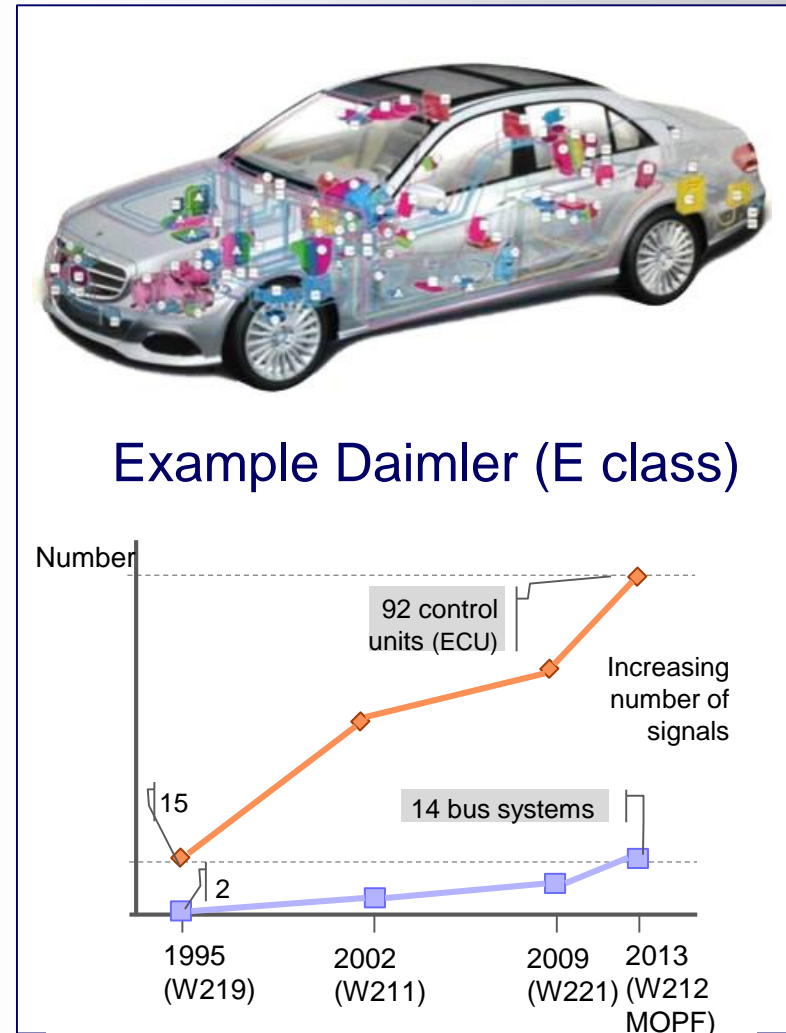 Example Daimler (E class)
Number
92 control
units (ECU)
Increasing
number of
signals
15
14 bus systems
2
1995
(W219)
2002
(W211)
2009
(W221)
2013
(W212
MOPF)